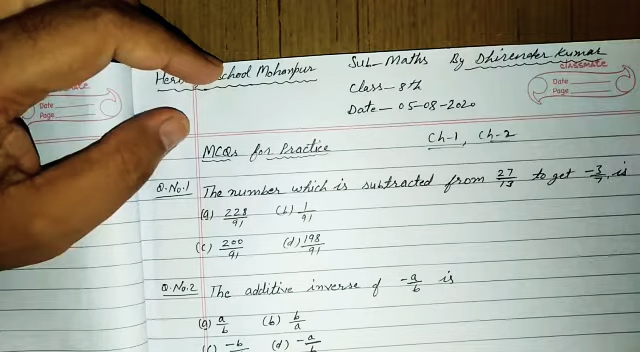 School Mohanpur Sub- Maths By Dhirender Kumar
Class-8th
Date- 05-08-2020
classmate
Date
Page
Date
Page
MCQs for Practice Ch-1, Ch-2
Q.No.1 The number which is subtracted from 27/13 to get -3/7 is
(a) 228/91 (b) 1/91
(c) 200/91 (d) 198/91
Q.No.2 The additive inverse of -a/b is
(a) a/b (b) b/a
(c) -b (d) -a/b